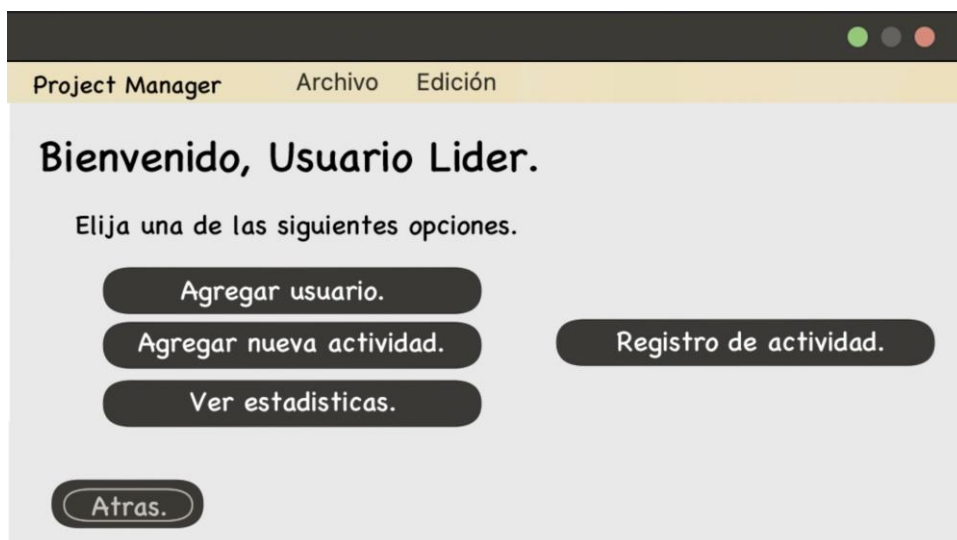 Project Manager Archivo Edición
Bienvenido, Usuario Lider.
Elija una de las siguientes opciones.
Agregar usuario.
Agregar nueva actividad.
Registro de actividad.
Ver estadisticas.
Atras.